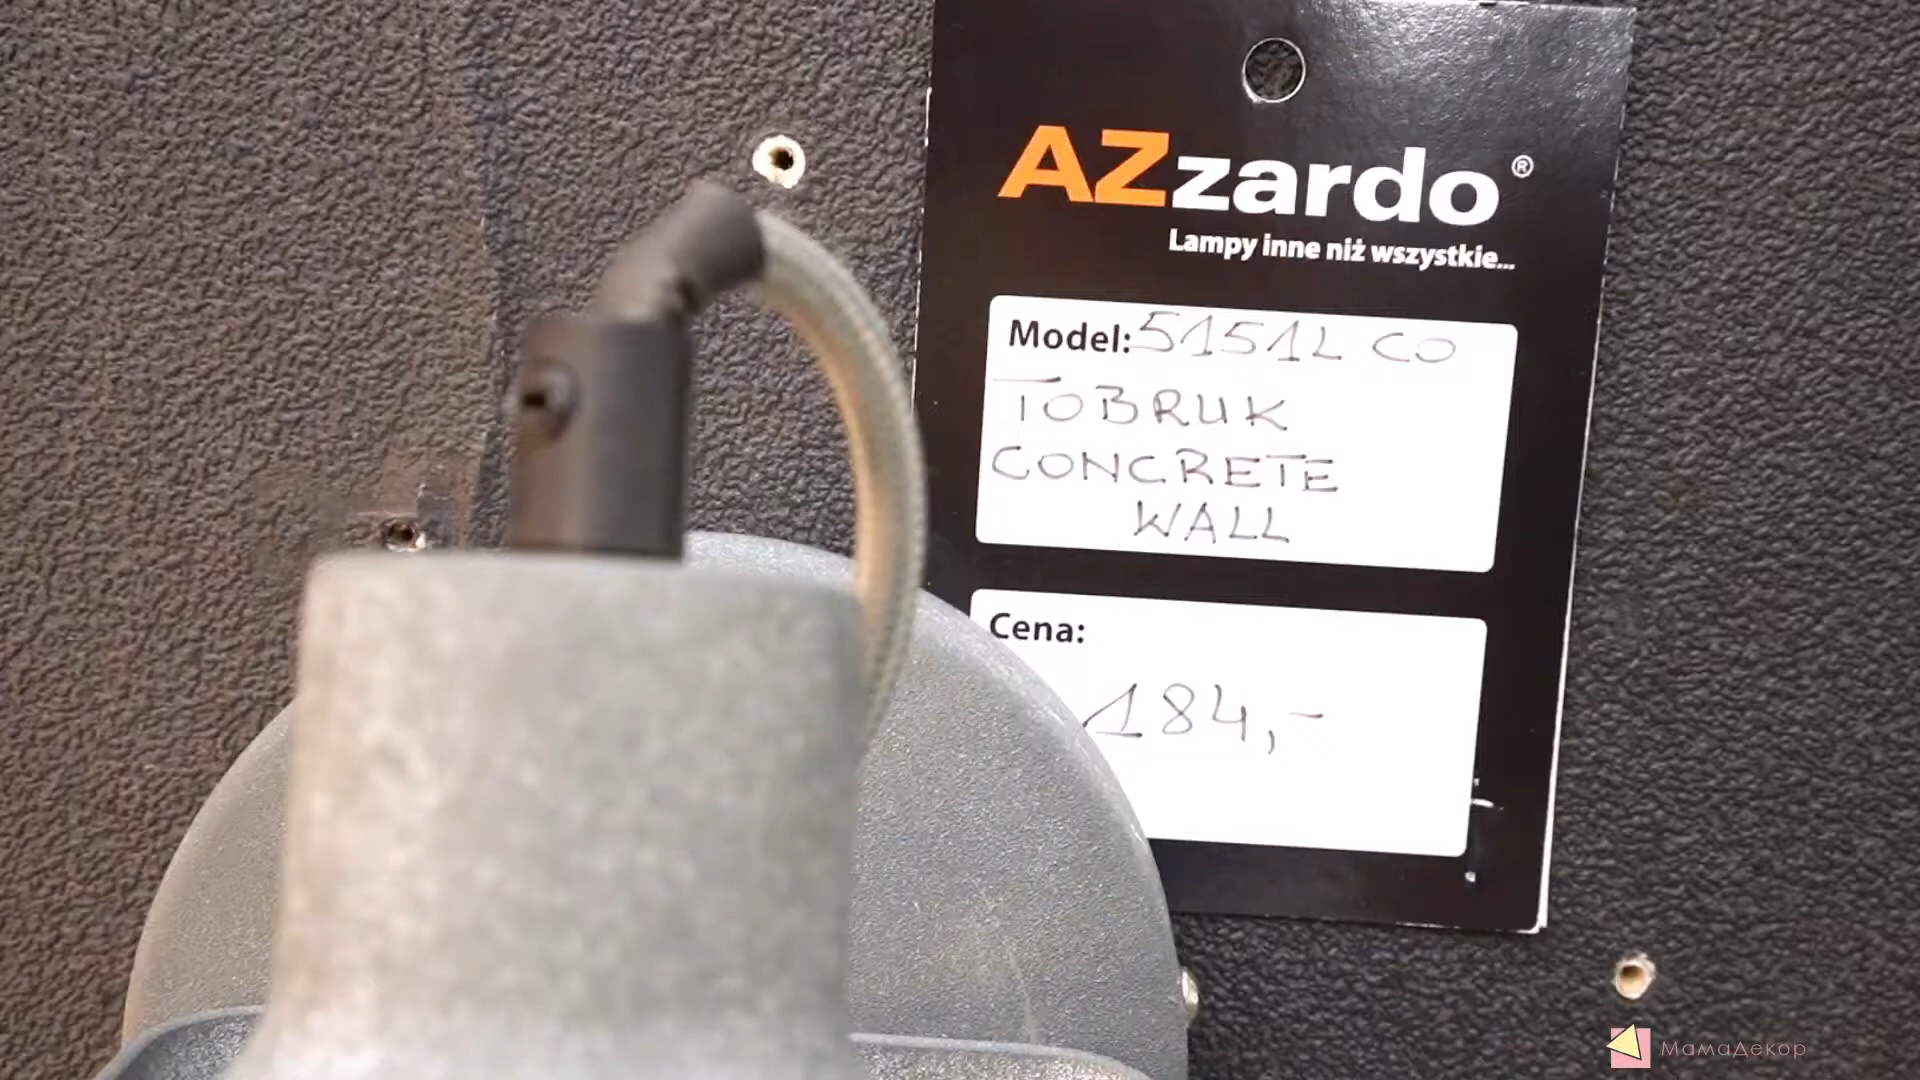 AZzardo®
Lampy inne niż wszystkie...
Model: 5151L CO
TOBRUK
CONCRETE
WALL
Cena:
184,-
МамаДекор